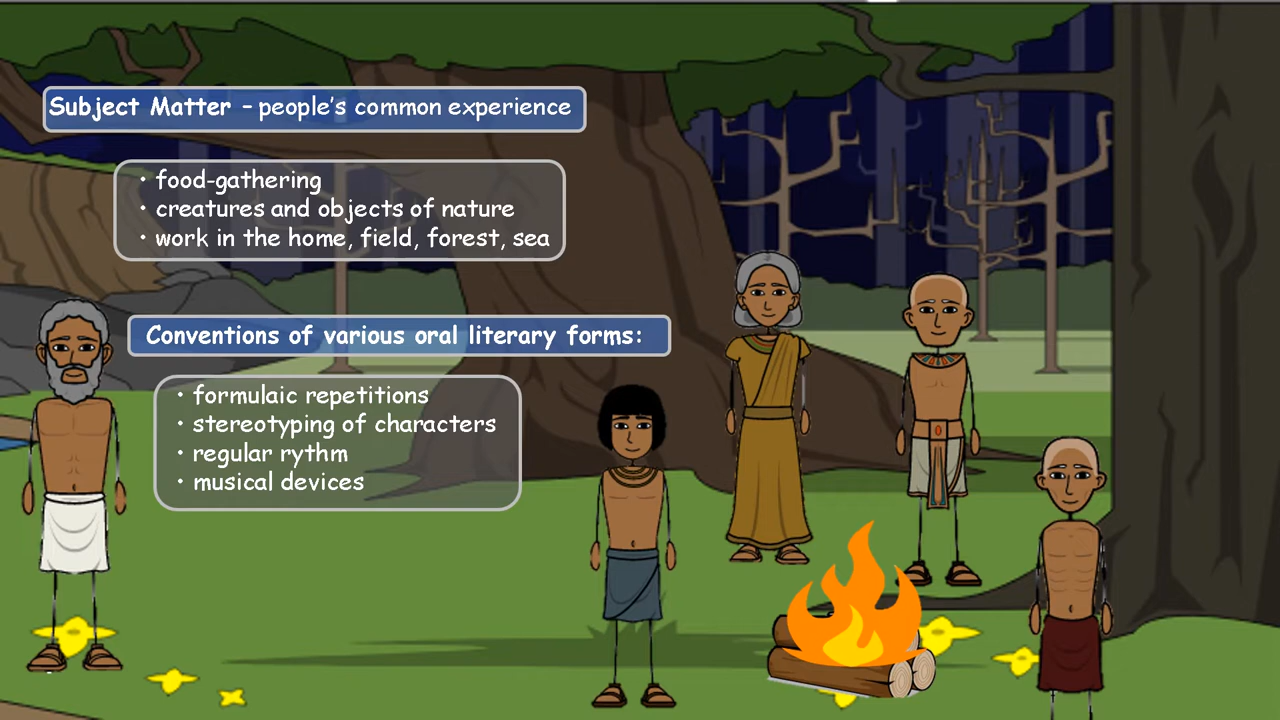 Subject Matter – people's common experience
• food-gathering
• creatures and objects of nature
• work in the home, field, forest, sea
Conventions of various oral literary forms:
• formulaic repetitions
• stereotyping of characters
• regular rythm
• musical devices